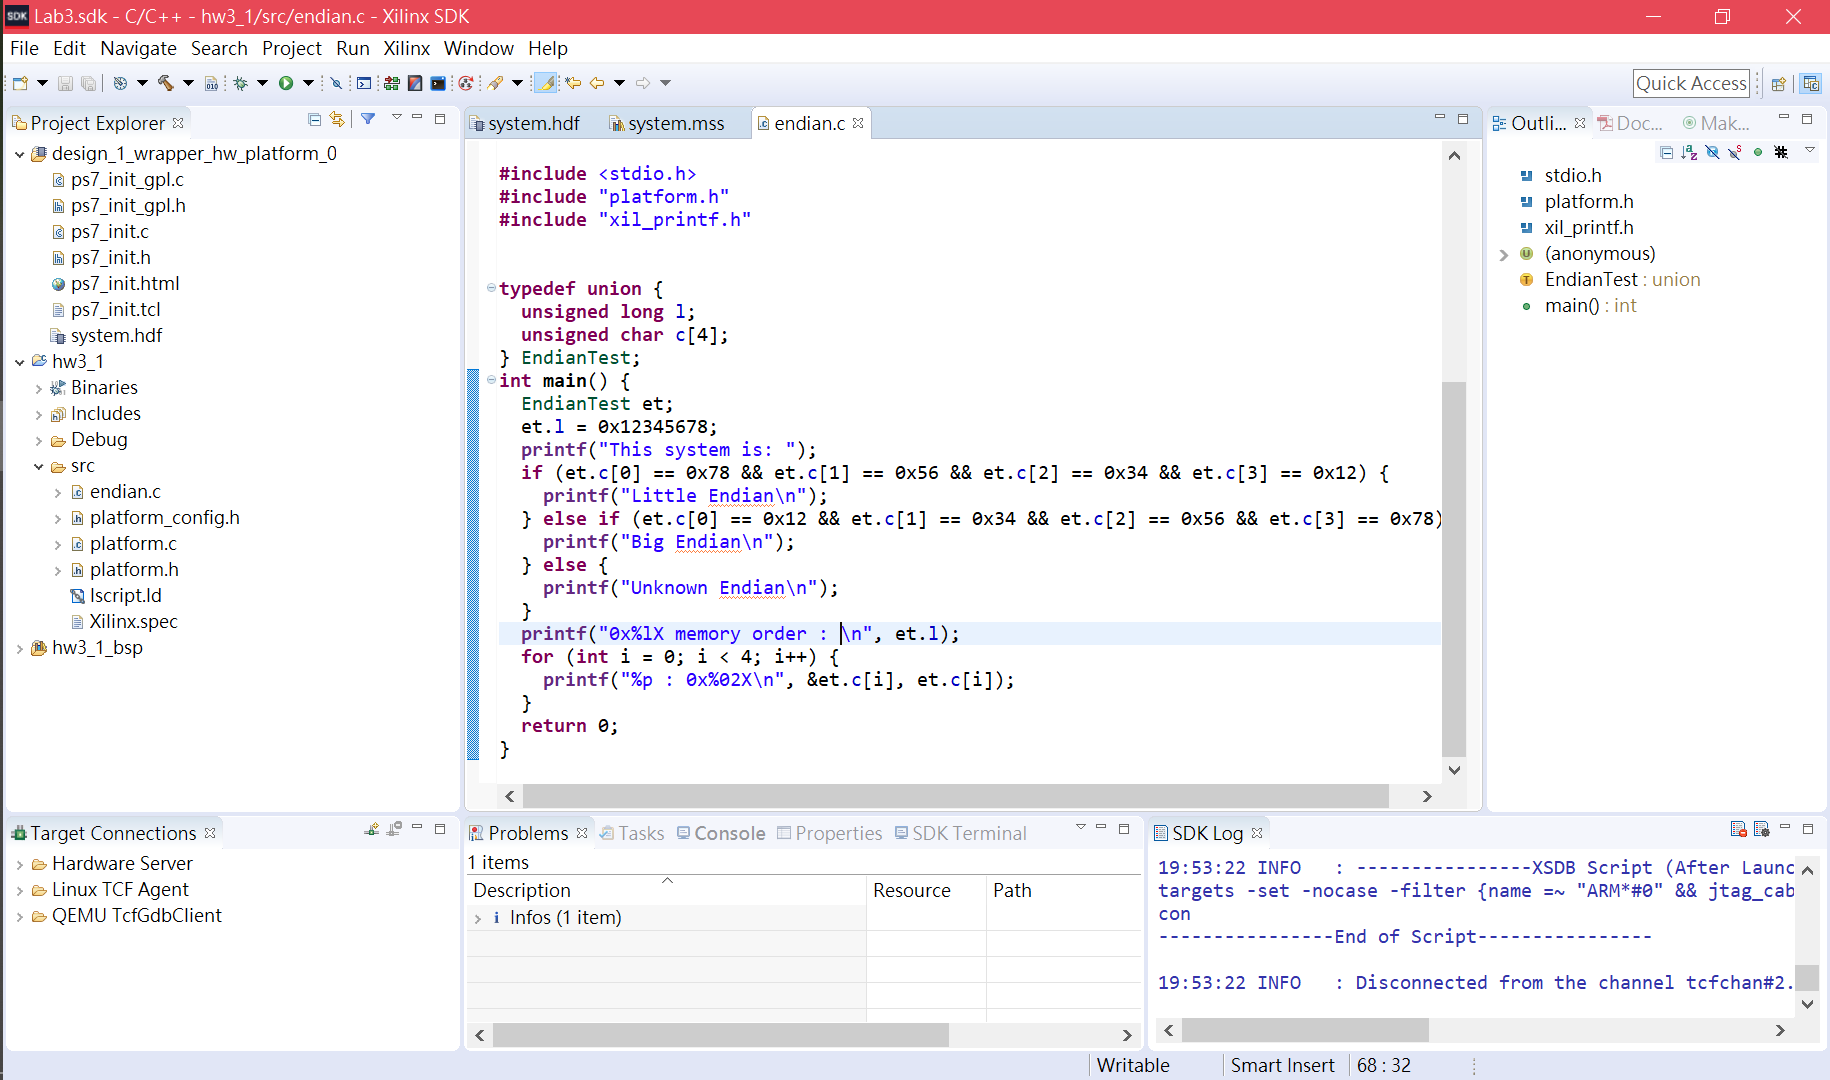 SDK Lab3.sdk - C/C++ - hw3_1/src/endian.c - Xilinx SDK
File Edit Navigate Search Project Run Xilinx Window Help
Quick Access
Project Explorer
design_1_wrapper_hw_platform_0
ps7_init_gpl.c
ps7_init_gpl.h
ps7_init.c
ps7_init.h
ps7_init.html
ps7_init.tcl
system.hdf
hw3_1
Binaries
Includes
Debug
src
endian.c
platform_config.h
platform.c
platform.h
lscript.ld
Xilinx.spec
hw3_1_bsp
system.hdf system.mss endian.c
#include <stdio.h>
#include "platform.h"
#include "xil_printf.h"
typedef union {
unsigned long l;
unsigned char c[4];
} EndianTest;
int main() {
EndianTest et;
et.l = 0x12345678;
printf("This system is: ");
if (et.c[0] == 0x78 && et.c[1] == 0x56 && et.c[2] == 0x34 && et.c[3] == 0x12) {
printf("Little Endian\n");
} else if (et.c[0] == 0x12 && et.c[1] == 0x34 && et.c[2] == 0x56 && et.c[3] == 0x78)
printf("Big Endian\n");
} else {
printf("Unknown Endian\n");
}
printf("0x%lX memory order : \n", et.l);
for (int i = 0; i < 4; i++) {
printf("%p : 0x%02X\n", &et.c[i], et.c[i]);
}
return 0;
}
Outli... Doc... Mak...
stdio.h
platform.h
xil_printf.h
(anonymous)
EndianTest : union
main() : int
Target Connections
Hardware Server
Linux TCF Agent
QEMU TcfGdbClient
Problems Tasks Console Properties SDK Terminal
1 items
Description Resource Path
Infos (1 item)
SDK Log
19:53:22 INFO : ----------------XSDB Script (After Launc
targets -set -nocase -filter {name =~ "ARM*#0" && jtag_cab
con
----------------End of Script----------------
19:53:22 INFO : Disconnected from the channel tcfchan#2.
Writable Smart Insert 68 : 32